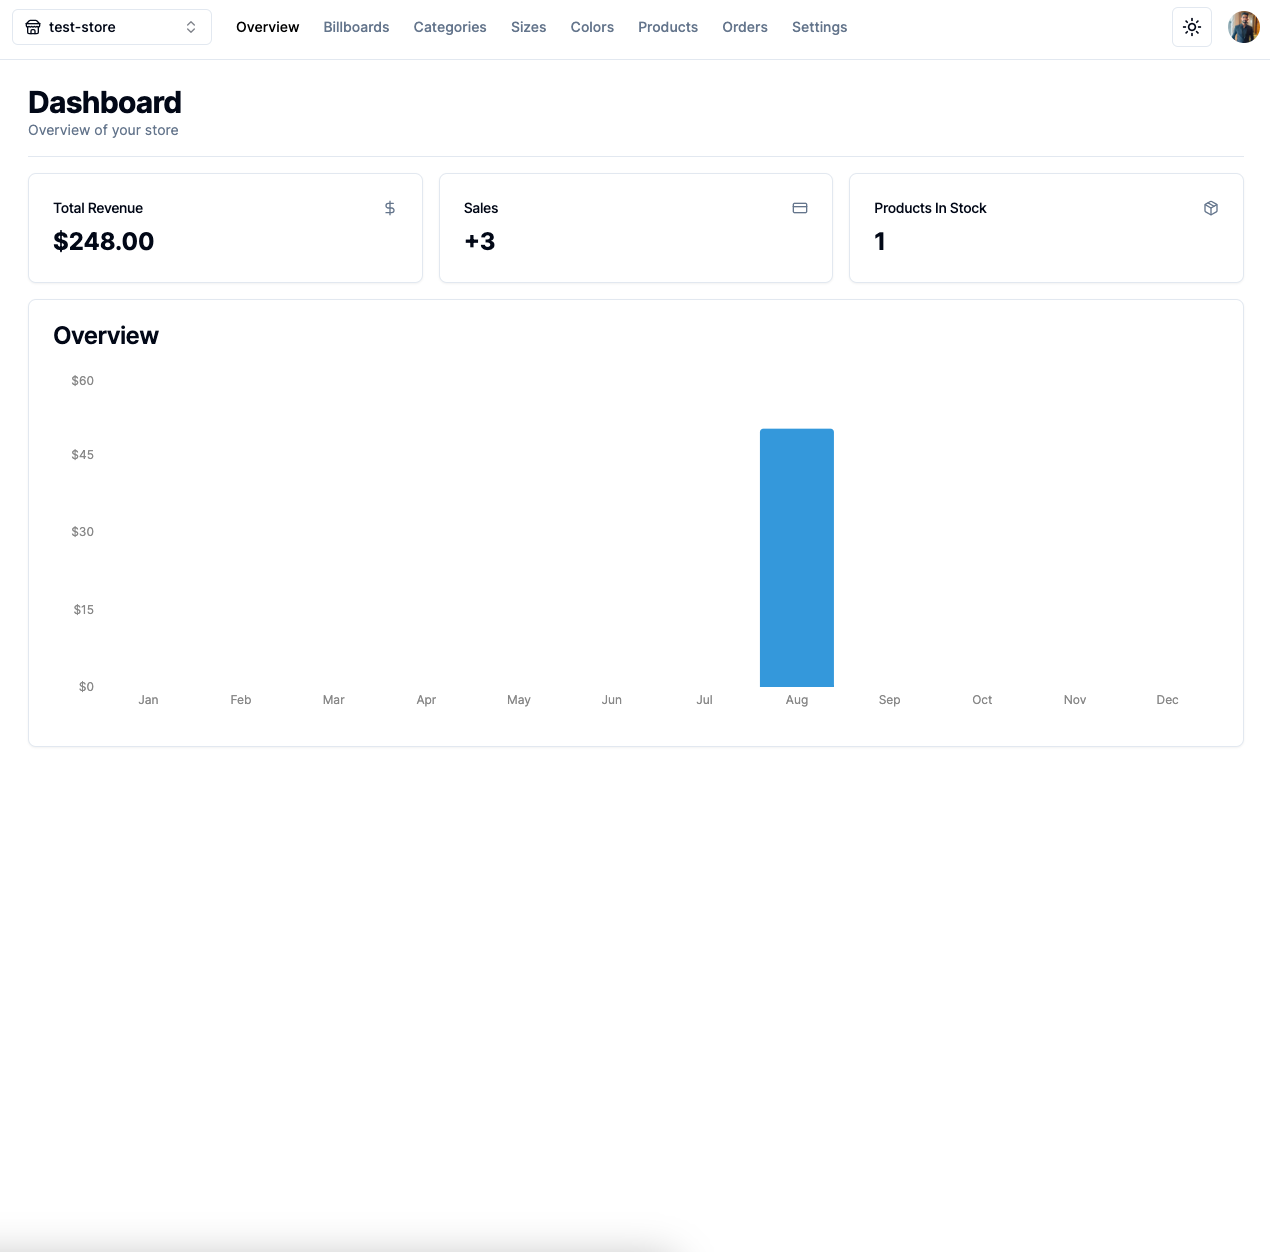 test-store Overview Billboards Categories Sizes Colors Products Orders Settings
Dashboard
Overview of your store
Total Revenue
$248.00
Sales
+3
Products In Stock
1
Overview
$60
$45
$30
$15
$0
Jan Feb Mar Apr May Jun Jul Aug Sep Oct Nov Dec